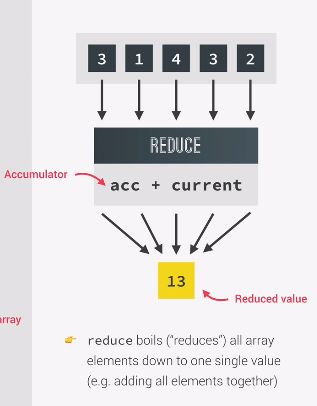 3 1 4 3 2
REDUCE
Accumulator
acc + current
13
Reduced value
array
reduce boils (“reduces”) all array
elements down to one single value
(e.g. adding all elements together)